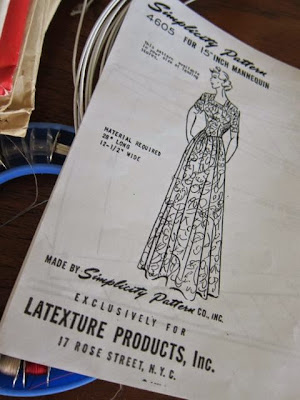 Simplicity Pattern
4605 FOR 15" INCH MANNEQUIN
MATERIAL REQUIRED
28" LONG
12-1/2" WIDE
MADE BY Simplicity Pattern CO. INC.
EXCLUSIVELY FOR
LATEXTURE PRODUCTS, Inc.
17 ROSE STREET, N.Y.C.